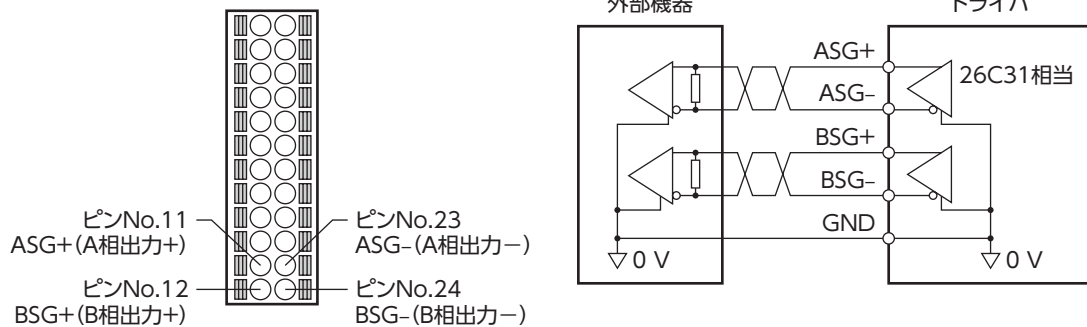 ピンNo.11
ASG+(A相出力+)
ピンNo.12
BSG+(B相出力+)
ピンNo.23
ASG–(A相出力−)
ピンNo.24
BSG–(B相出力−)
外部機器
ドライバ
ASG+
ASG–
BSG+
BSG–
GND
26C31相当
0 V
0 V